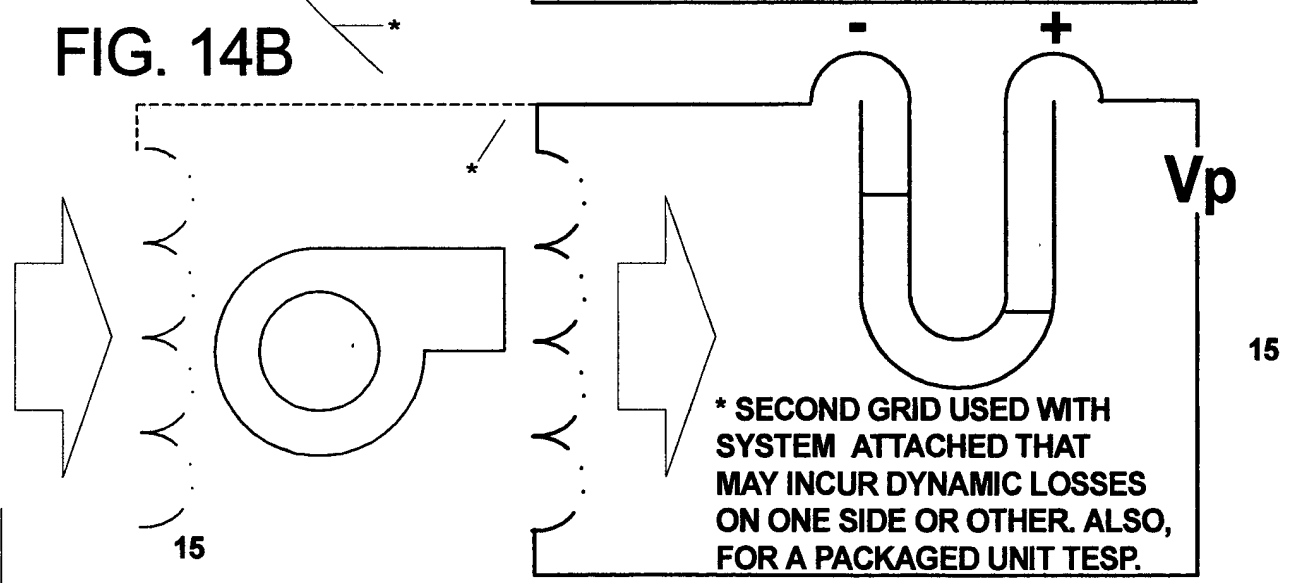 FIG. 14B
*
- +
*
Vp
15
* SECOND GRID USED WITH
SYSTEM ATTACHED THAT
MAY INCUR DYNAMIC LOSSES
ON ONE SIDE OR OTHER. ALSO,
FOR A PACKAGED UNIT TESP.
15